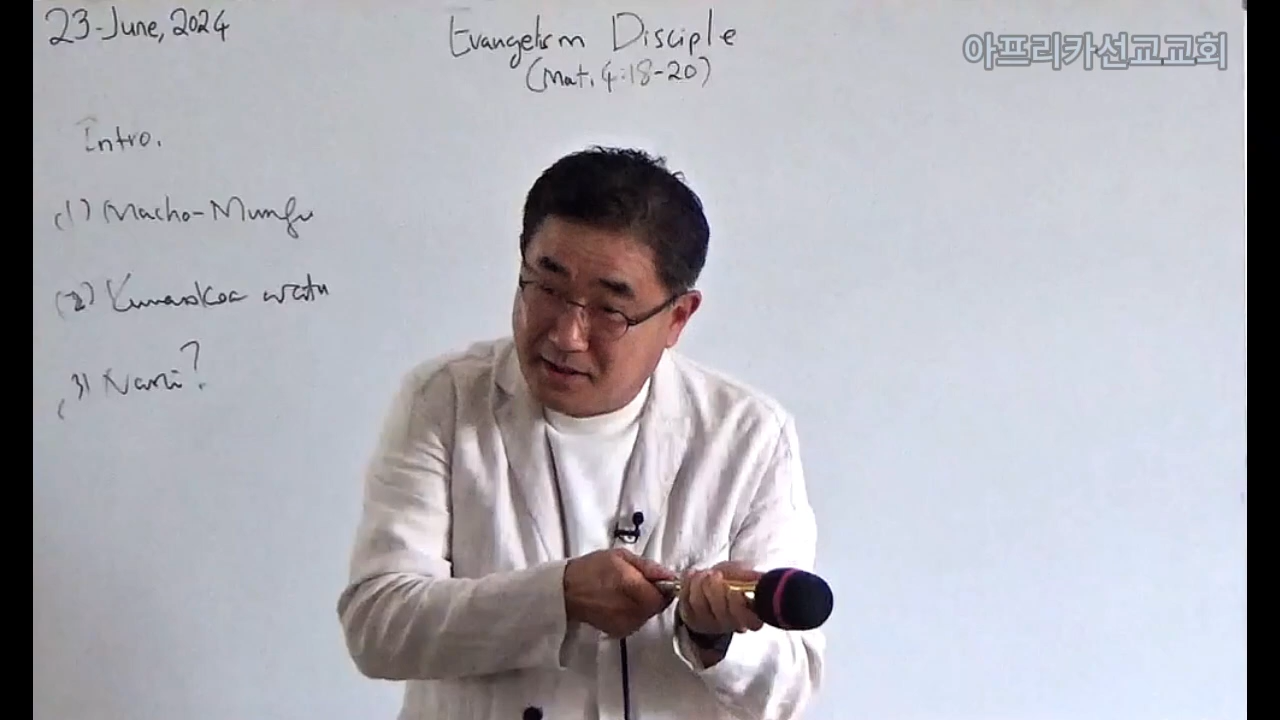 23-June, 2024
Evangelism Disciple
(Mat. 4:18-20)
아프리카선교교회
Intro.
(1) Macho-Mungu
(2) watu
(3) Nani?